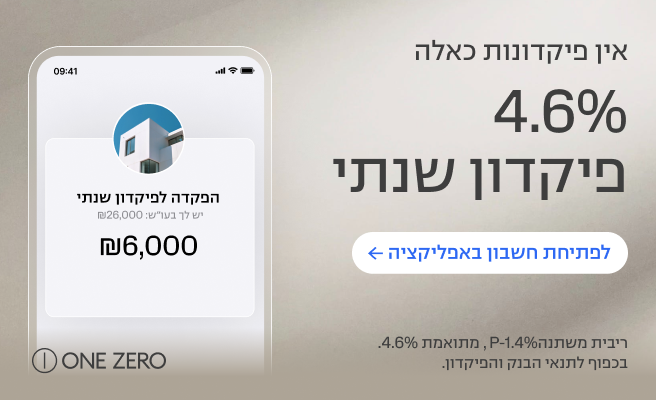 אין פיקדונות כאלה
4.6%
פיקדון שנתי
לפתיחת חשבון באפליקציה ←
ריבית משתנה P-1.4%, מתואמת 4.6%.
בכפוף לתנאי הבנק והפיקדון.
09:41
הפקדה לפיקדון שנתי
יש לך בעו"ש: ₪26,000
₪6,000
ONE ZERO